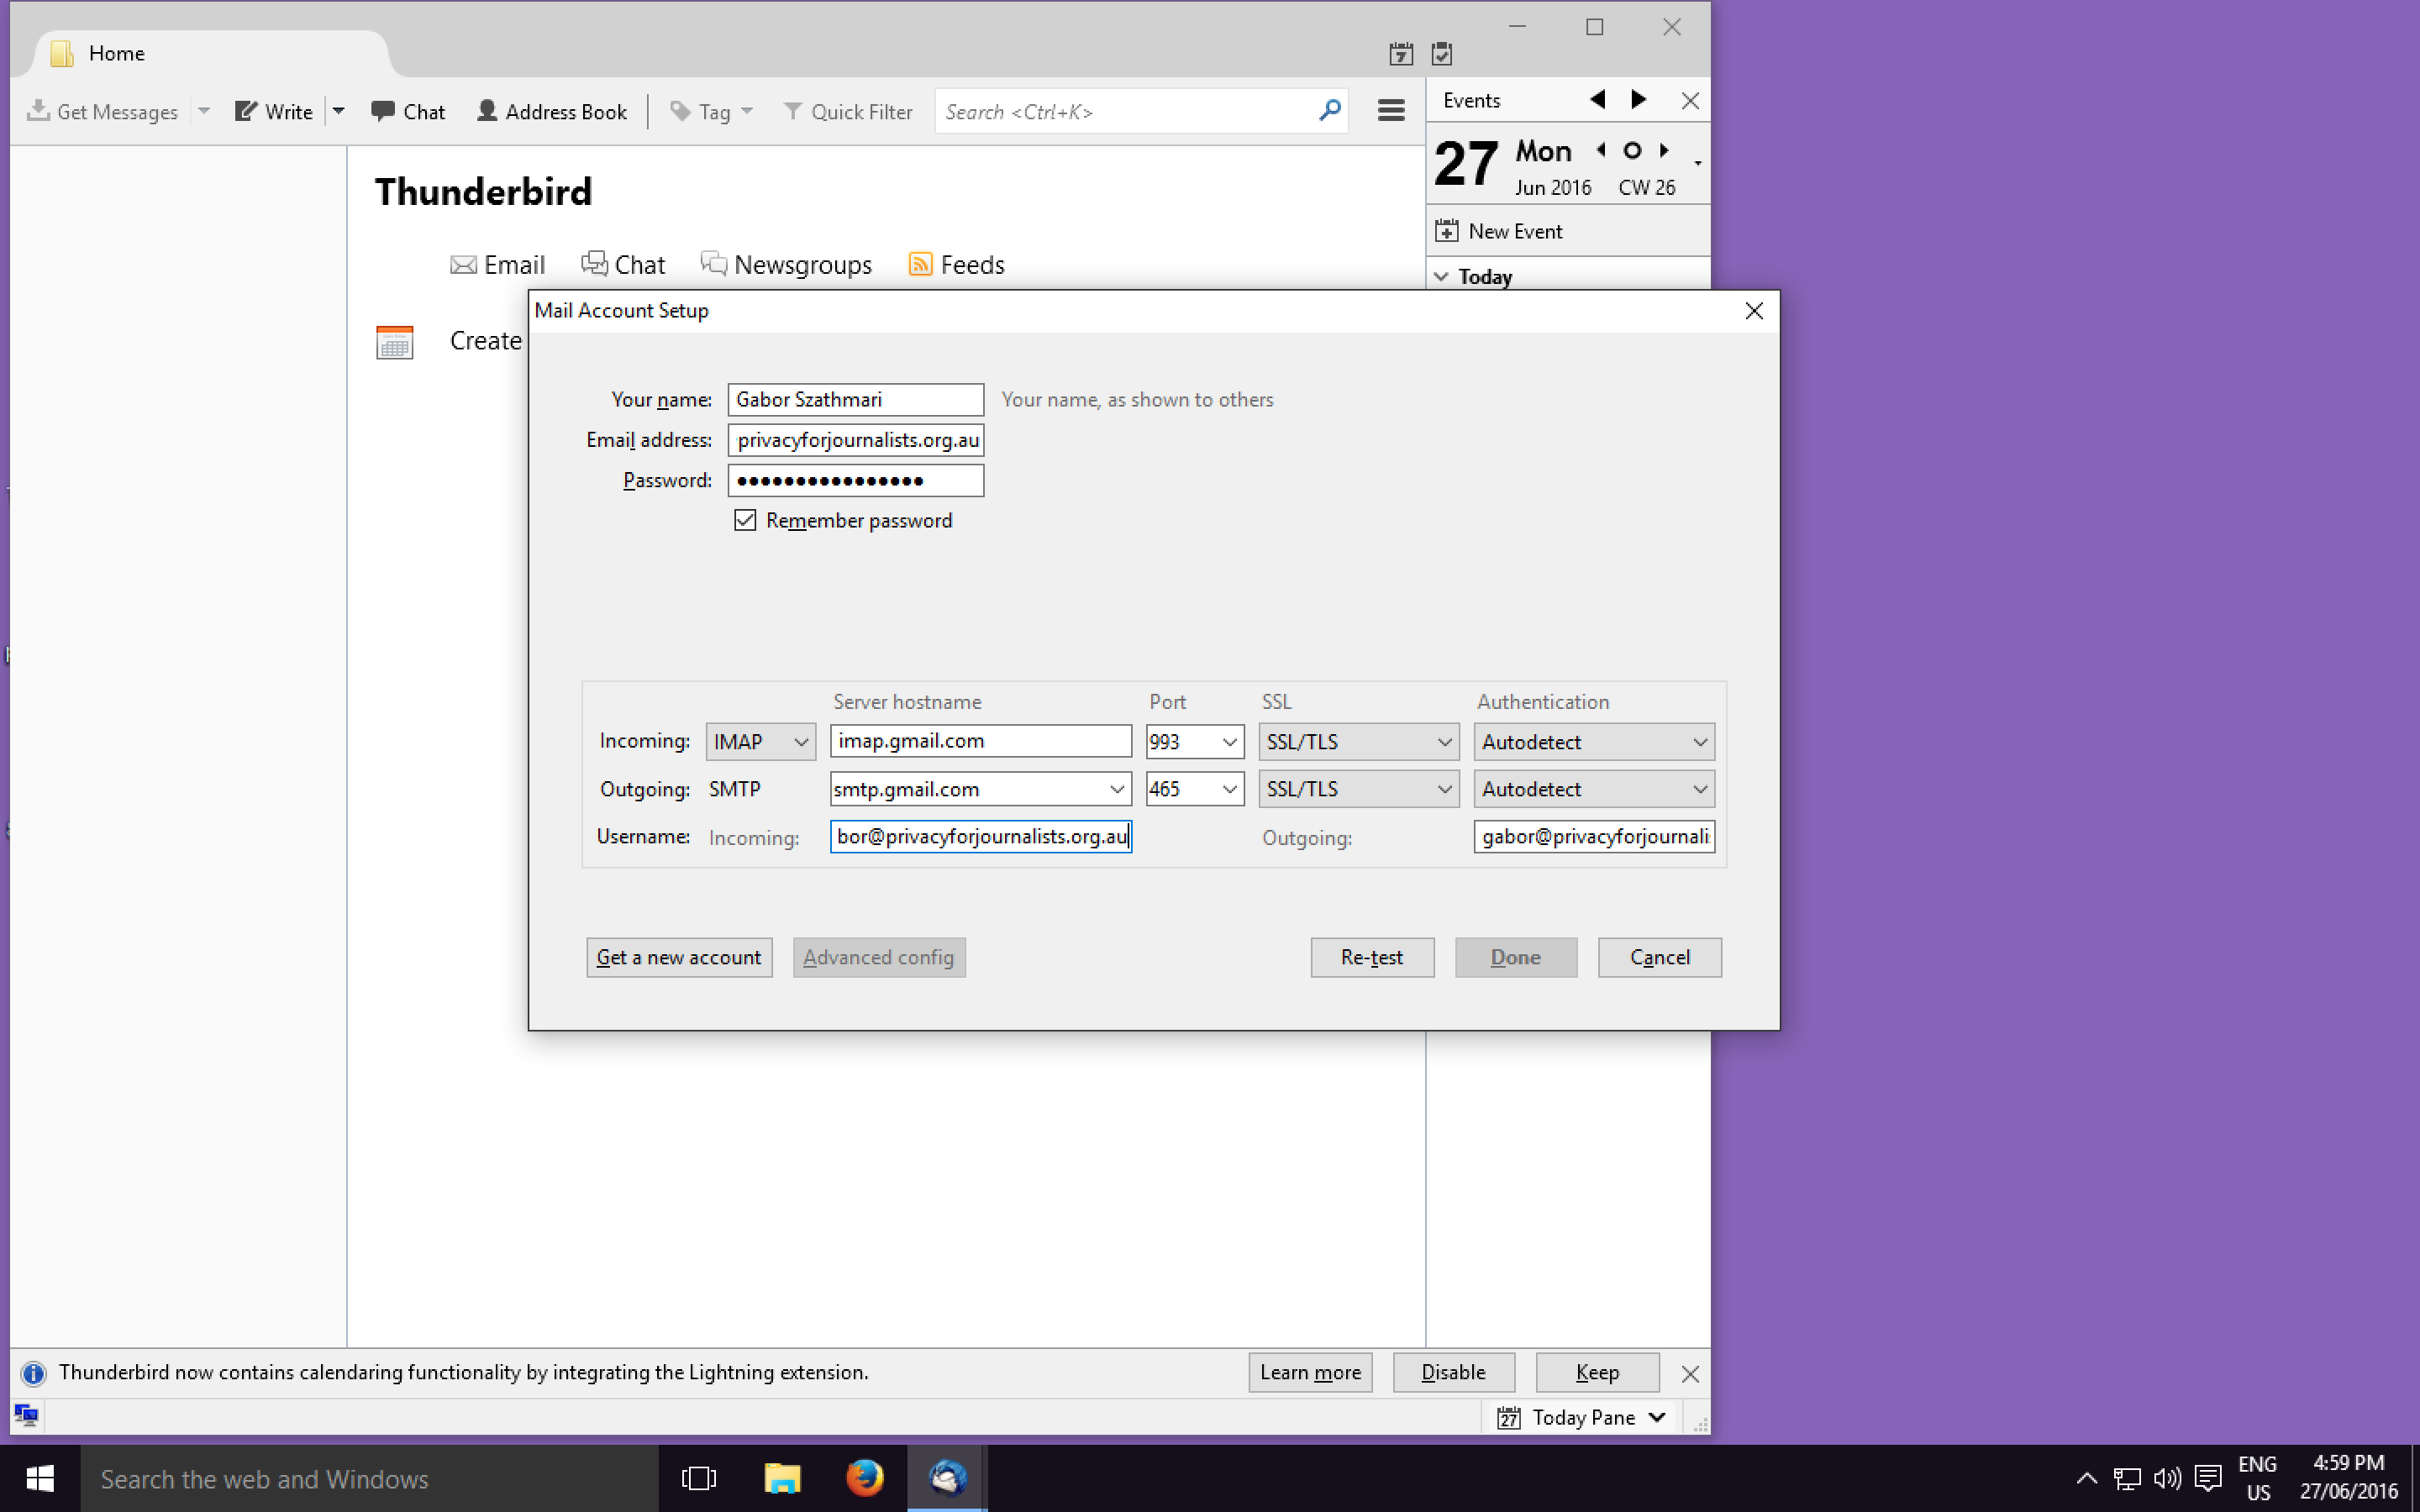 Home
Get Messages Write Chat Address Book Tag Quick Filter Search <Ctrl+K>
Events
27 Mon
Jun 2016 CW 26
New Event
Today
Thunderbird
Email Chat Newsgroups Feeds
Create
Mail Account Setup
Your name: Gabor Szathmari Your name, as shown to others
Email address: privacyforjournalists.org.au
Password: ●●●●●●●●●●●●●●●●
Remember password
Server hostname Port SSL Authentication
Incoming: IMAP imap.gmail.com 993 SSL/TLS Autodetect
Outgoing: SMTP smtp.gmail.com 465 SSL/TLS Autodetect
Username: Incoming: bor@privacyforjournalists.org.au Outgoing: gabor@privacyforjournali
Get a new account Advanced config Re-test Done Cancel
Thunderbird now contains calendaring functionality by integrating the Lightning extension. Learn more Disable Keep
27 Today Pane
Search the web and Windows
ENG
US
4:59 PM
27/06/2016